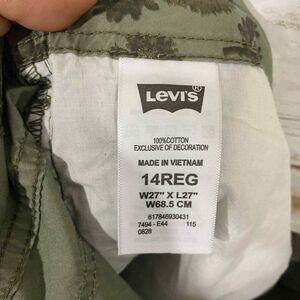 LEVI'S®
100%COTTON
EXCLUSIVE OF DECORATION
MADE IN VIETNAM
14REG
W27" X L27"
W68.5 CM
617846930431
7494 - E44 115
0828